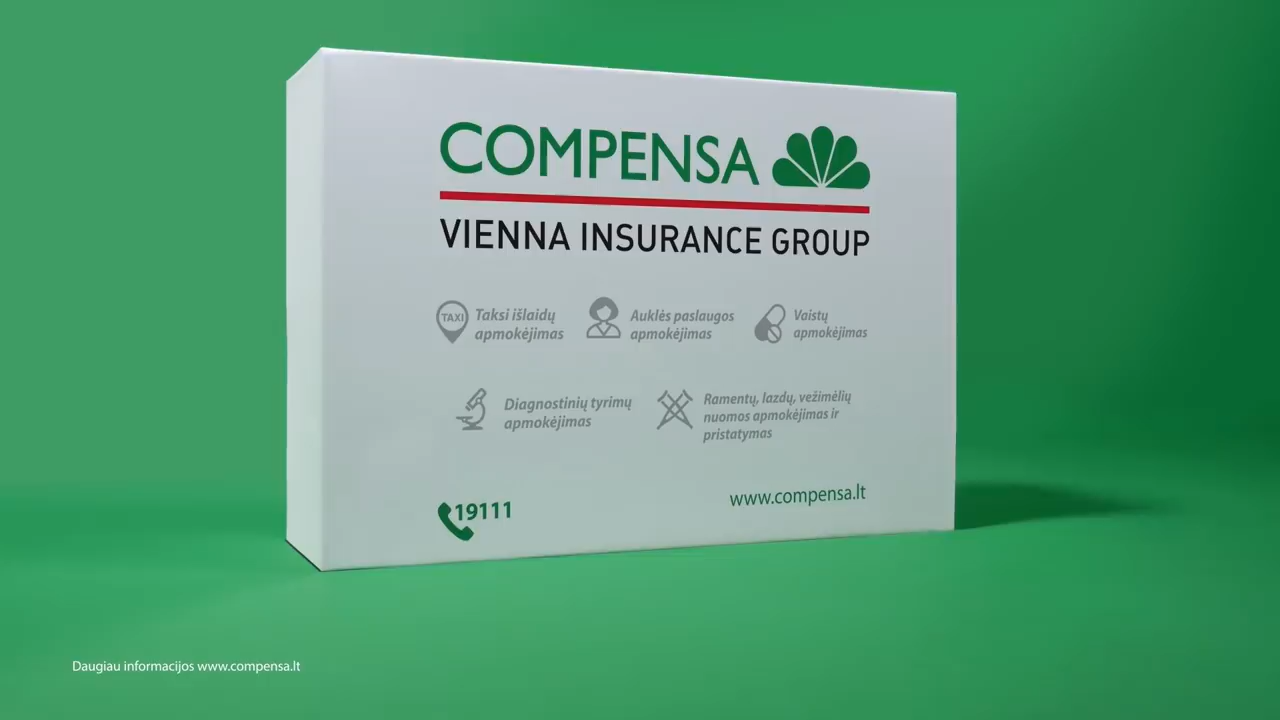 COMPENSA
VIENNA INSURANCE GROUP
TAXI
Taksi išlaidų
apmokėjimas
Auklės paslaugos
apmokėjimas
Vaistų
apmokėjimas
Diagnostinių tyrimų
apmokėjimas
Ramentų, lazdų, vežimėlių
nuomos apmokėjimas ir
pristatymas
19111
www.compensa.lt
Daugiau informacijos www.compensa.lt